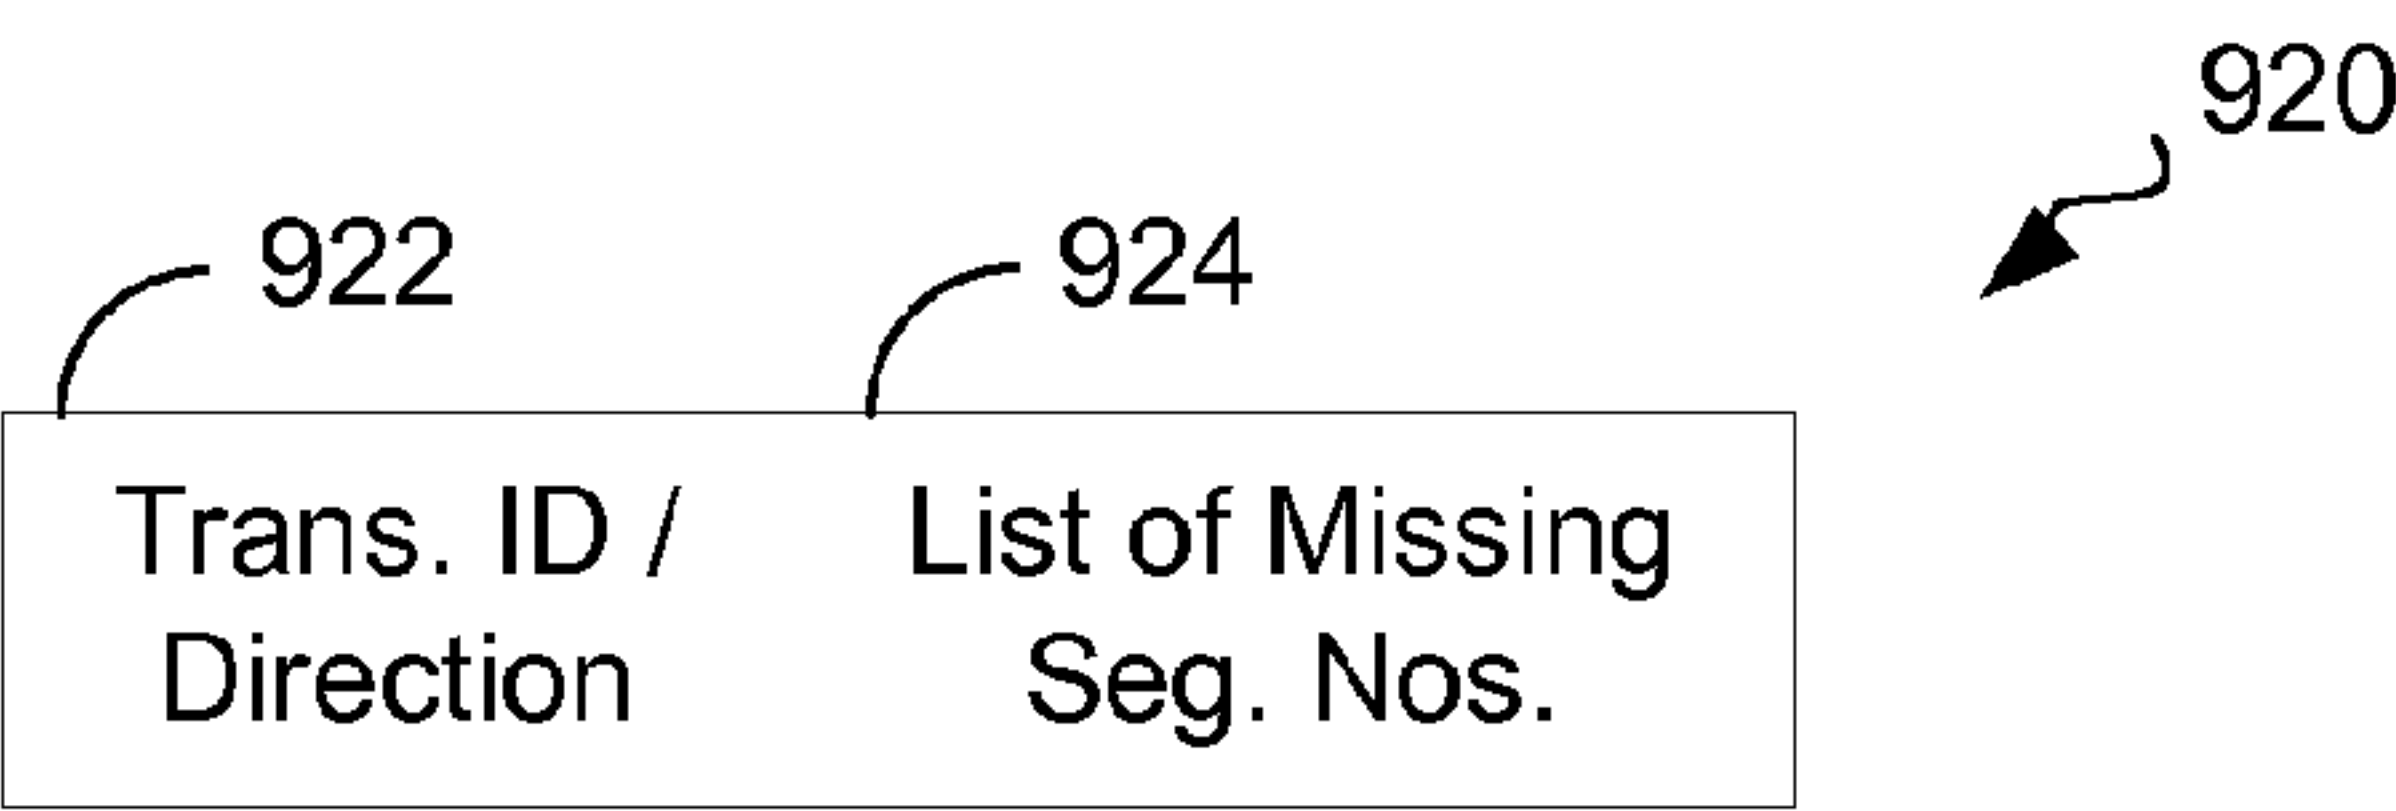 920
922
924
Trans. ID /
Direction
List of Missing
Seg. Nos.